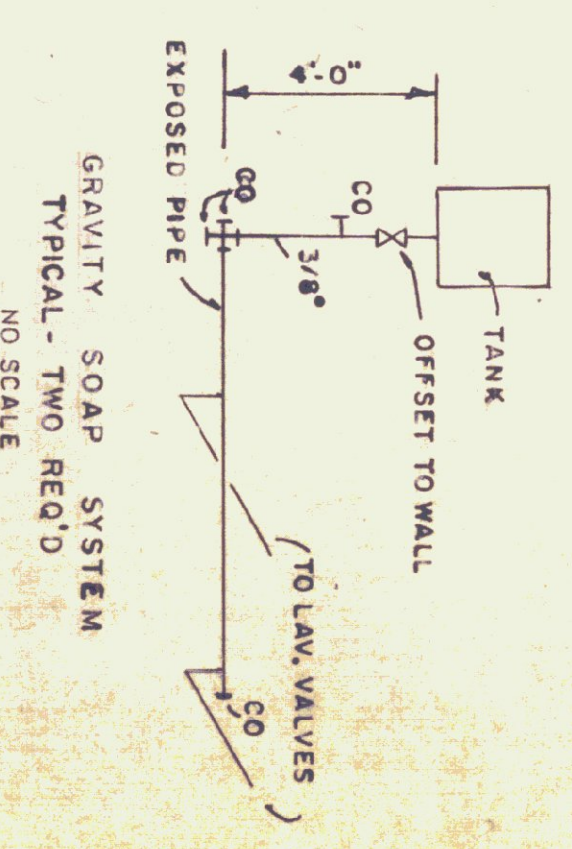 TANK
OFFSET TO WALL
4'-0"
CO
3/8"
CO
EXPOSED PIPE
(TO LAV. VALVES)
CO
GRAVITY SOAP SYSTEM
TYPICAL - TWO REQ'D
NO SCALE